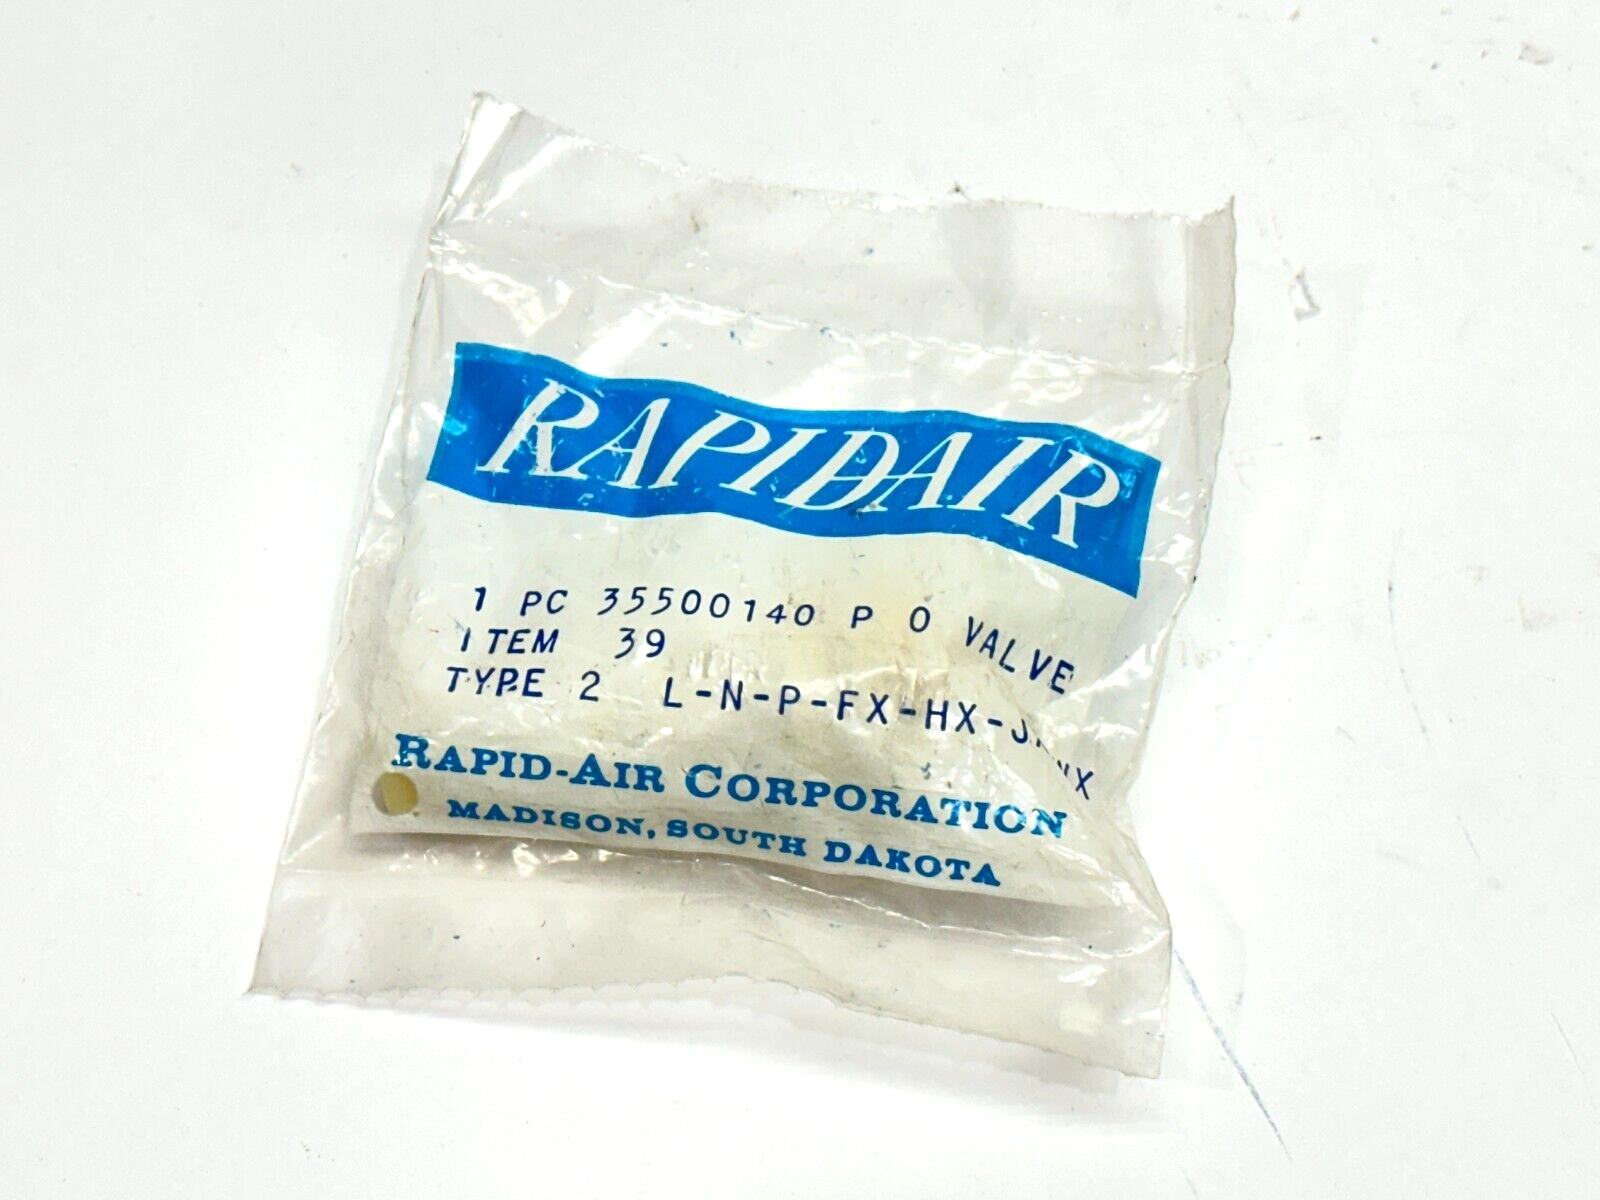 RAPIDAIR
1 PC 35500140 P O VALVE
ITEM 39
TYPE 2 L-N-P-FX-HX-
RAPID-AIR CORPORATION
MADISON, SOUTH DAKOTA